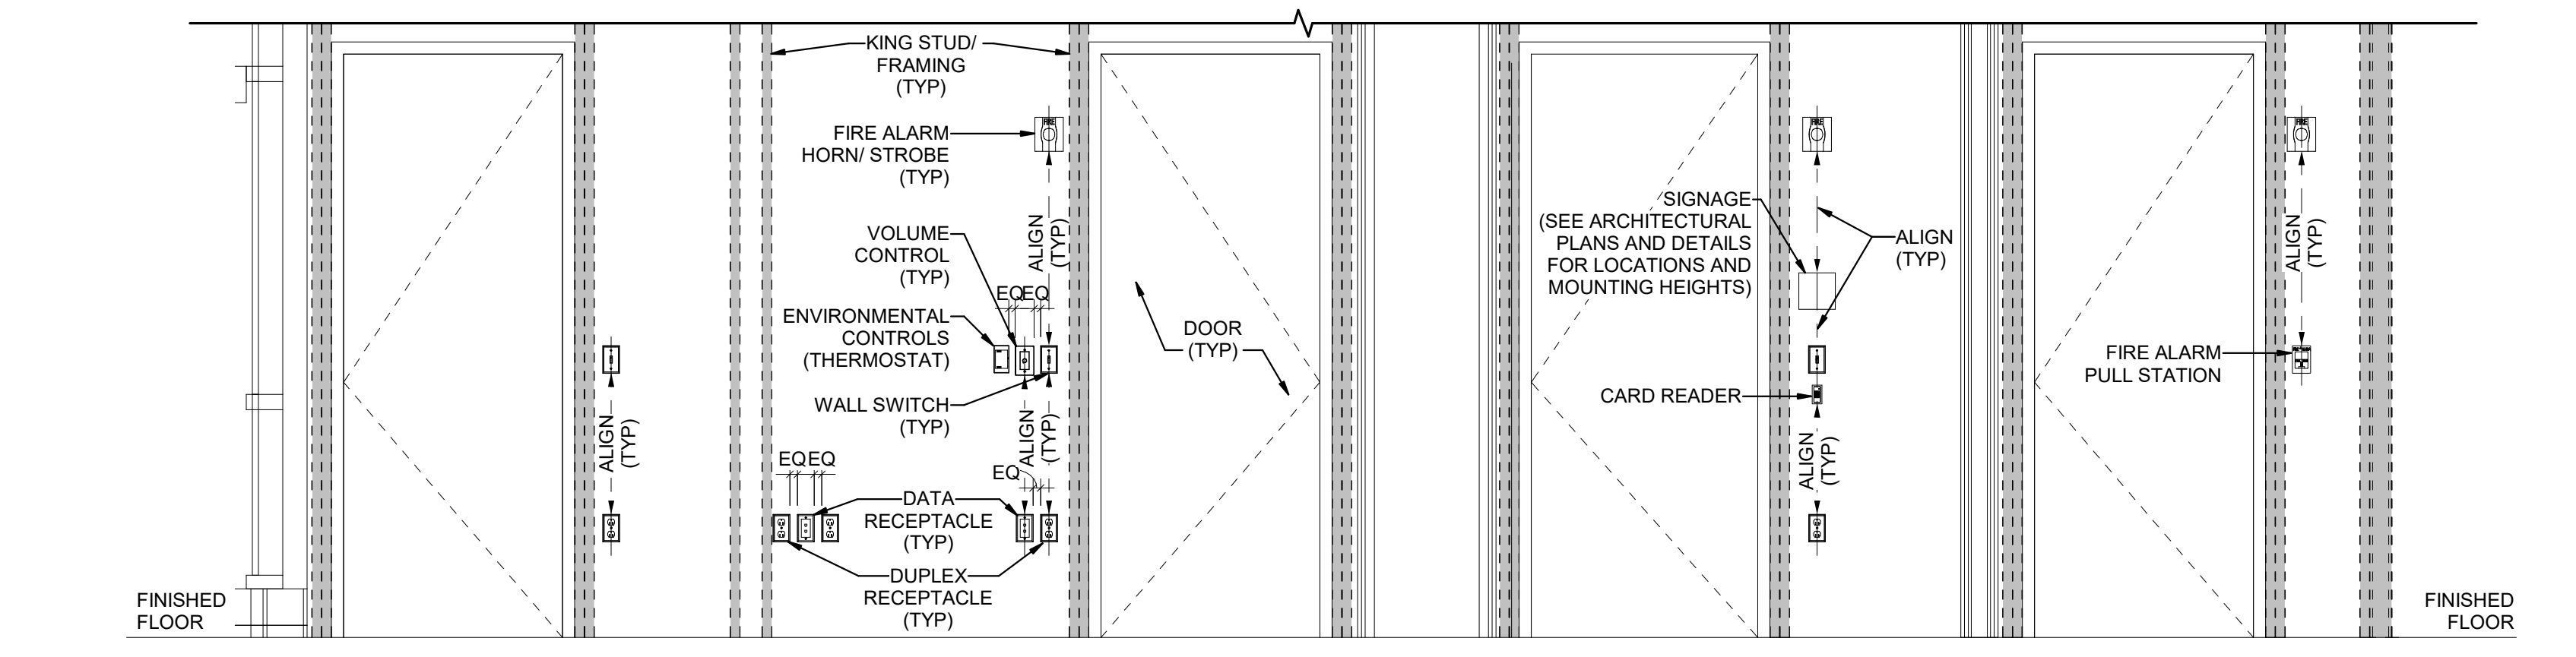 KING STUD/
FRAMING
(TYP)
FIRE ALARM
HORN/ STROBE
(TYP)
FIRE
ALIGN
(TYP)
VOLUME
CONTROL
(TYP)
EQ EQ
ENVIRONMENTAL
CONTROLS
(THERMOSTAT)
WALL SWITCH
(TYP)
ALIGN
(TYP)
ALIGN
(TYP)
EQ EQ
EQ
DATA
RECEPTACLE
(TYP)
DUPLEX
RECEPTACLE
(TYP)
DOOR
(TYP)
FIRE
SIGNAGE
(SEE ARCHITECTURAL
PLANS AND DETAILS
FOR LOCATIONS AND
MOUNTING HEIGHTS)
ALIGN
(TYP)
CARD READER
ALIGN
(TYP)
FIRE
ALIGN
(TYP)
FIRE ALARM
PULL STATION
FINISHED
FLOOR
FINISHED
FLOOR